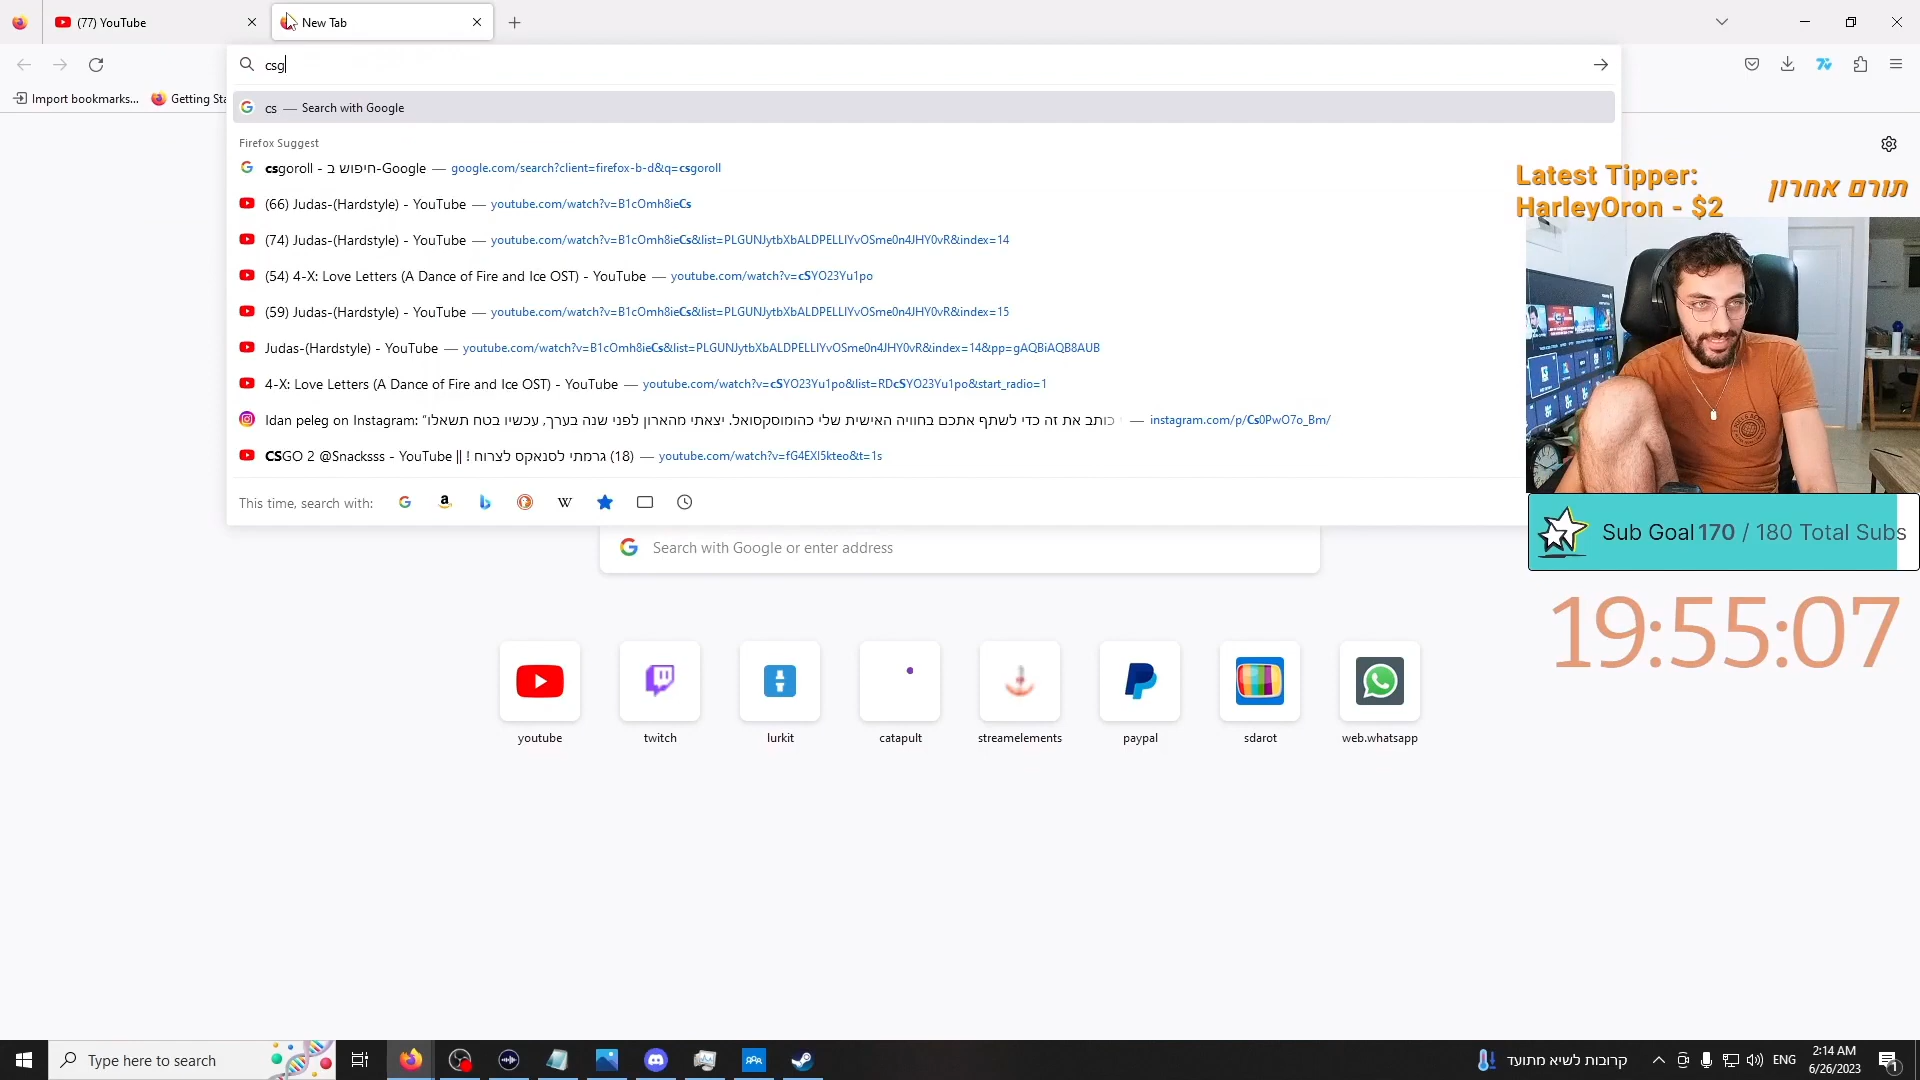 (77) YouTube
New Tab
csg
Import bookmarks...
Getting Sta
cs — Search with Google
Firefox Suggest
csgoroll - חיפוש ב-Google — google.com/search?client=firefox-b-d&q=csgoroll
(66) Judas-(Hardstyle) - YouTube — youtube.com/watch?v=B1cOmh8ieCs
(74) Judas-(Hardstyle) - YouTube — youtube.com/watch?v=B1cOmh8ieCs&list=PLGUNJytbXbALDPELLlYvOSme0n4JHY0vR&index=14
(54) 4-X: Love Letters (A Dance of Fire and Ice OST) - YouTube — youtube.com/watch?v=cSYO23Yu1po
(59) Judas-(Hardstyle) - YouTube — youtube.com/watch?v=B1cOmh8ieCs&list=PLGUNJytbXbALDPELLlYvOSme0n4JHY0vR&index=15
Judas-(Hardstyle) - YouTube — youtube.com/watch?v=B1cOmh8ieCs&list=PLGUNJytbXbALDPELLlYvOSme0n4JHY0vR&index=14&pp=gAQBiAQB8AUB
4-X: Love Letters (A Dance of Fire and Ice OST) - YouTube — youtube.com/watch?v=cSYO23Yu1po&list=RDcSYO23Yu1po&start_radio=1
Idan peleg on Instagram: "כותב את זה כדי לשתף אתכם בחוויה האישית שלי כהומוסקסואל. יצאתי מהארון לפני שנה בערך, עכשיו בטח תשאלו — instagram.com/p/Cs0PwO7o_Bm/
CSGO 2 @Snacksss - YouTube || ! גרמתי לסנאקס לצרוח (18) — youtube.com/watch?v=fG4EXl5kteo&t=1s
This time, search with:
Search with Google or enter address
Latest Tipper:
HarleyOron - $2
תורם אחרון
Sub Goal 170 / 180 Total Subs
19:55:07
youtube
twitch
lurkit
catapult
streamelements
paypal
sdarot
web.whatsapp
Type here to search
קרובות לשיא מתועד
ENG
2:14 AM
6/26/2023
1